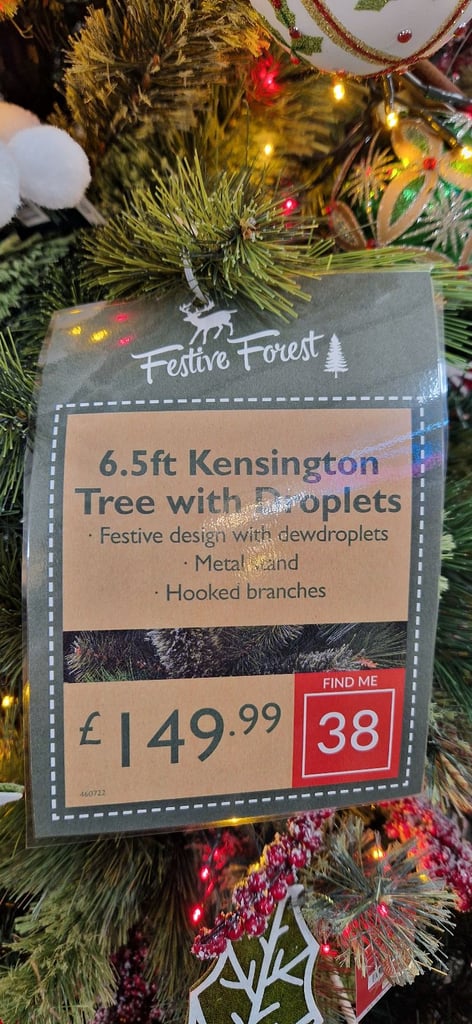 Festive Forest
6.5ft Kensington
Tree with Droplets
· Festive design with dewdroplets
· Metal stand
· Hooked branches
£149.99
FIND ME
38
460722